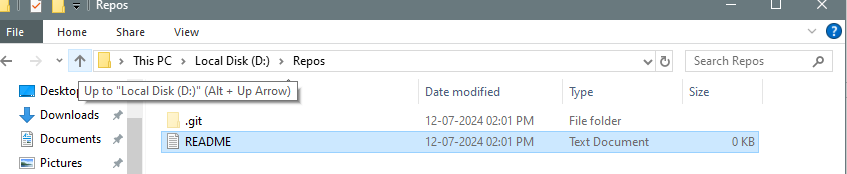 Repos
File Home Share View
This PC Local Disk (D:) Repos Search Repos
Desktop
Up to "Local Disk (D:)" (Alt + Up Arrow)
Date modified Type Size
Downloads
.git 12-07-2024 02:01 PM File folder
Documents README 12-07-2024 02:01 PM Text Document 0 KB
Pictures